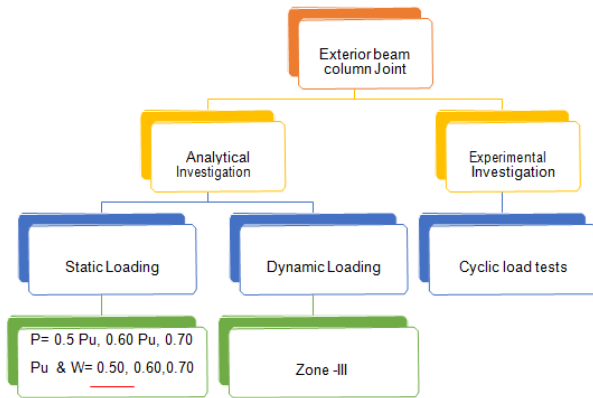 Exterior beam
column Joint
Analytical
Investigation
Experimental
Investigation
Static Loading
Dynamic Loading
Cyclic load tests
P= 0.5 Pu, 0.60 Pu, 0.70
Pu & W= 0.50, 0.60,0.70
Zone -III